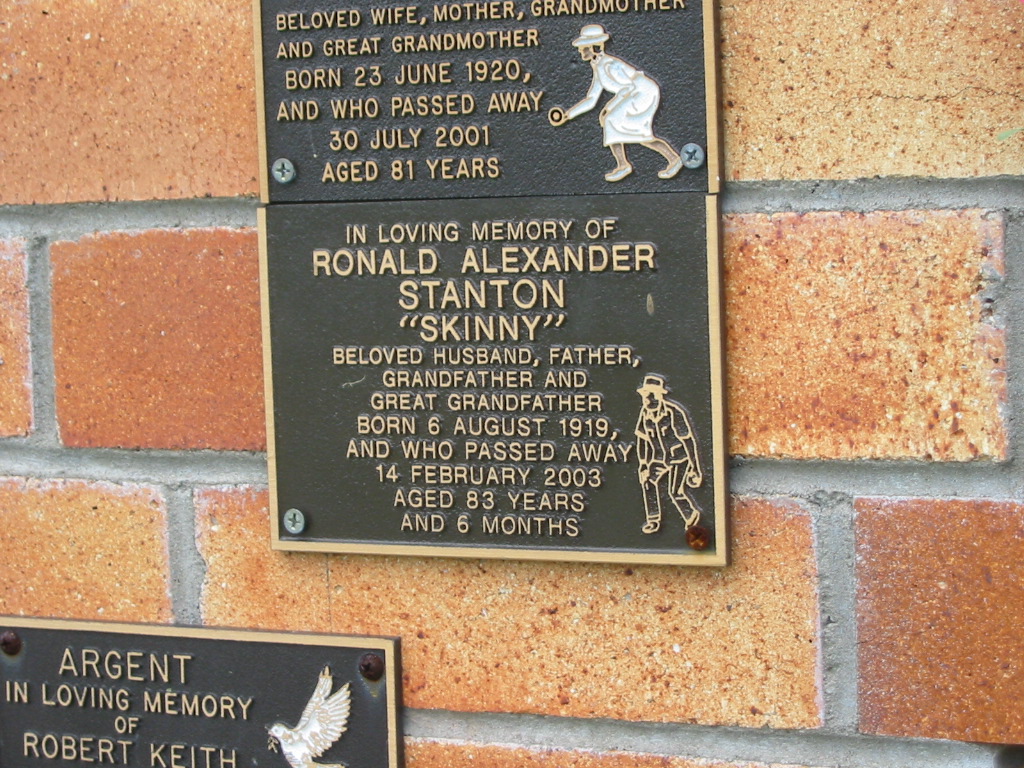 BELOVED WIFE, MOTHER, GRANDMOTHER
AND GREAT GRANDMOTHER
BORN 23 JUNE 1920,
AND WHO PASSED AWAY
30 JULY 2001
AGED 81 YEARS
IN LOVING MEMORY OF
RONALD ALEXANDER
STANTON
"SKINNY"
BELOVED HUSBAND, FATHER,
GRANDFATHER AND
GREAT GRANDFATHER
BORN 6 AUGUST 1919,
AND WHO PASSED AWAY
14 FEBRUARY 2003
AGED 83 YEARS
AND 6 MONTHS
ARGENT
IN LOVING MEMORY
OF
ROBERT KEITH